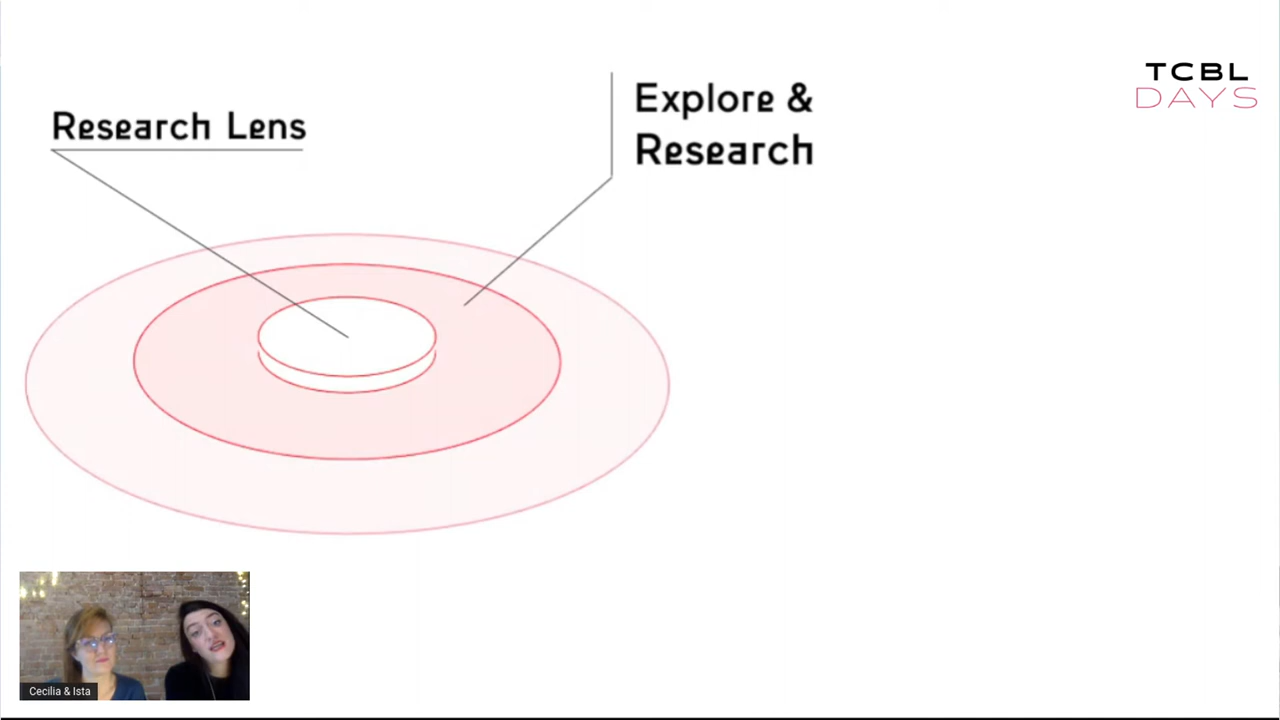 TCBL
DAYS
Research Lens
Explore &
Research
Cecilia & Ista